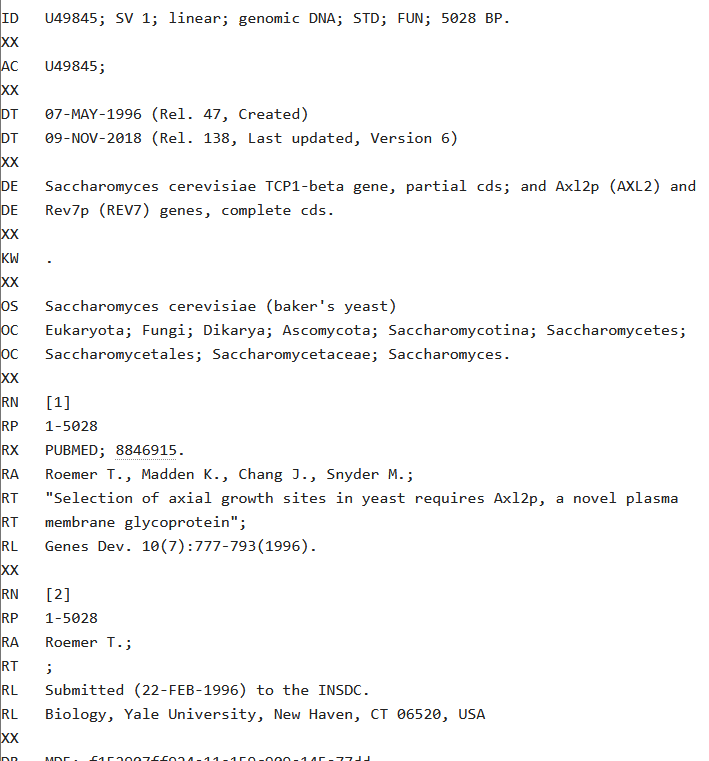 ID   U49845; SV 1; linear; genomic DNA; STD; FUN; 5028 BP.
XX
AC   U49845;
XX
DT   07-MAY-1996 (Rel. 47, Created)
DT   09-NOV-2018 (Rel. 138, Last updated, Version 6)
XX
DE   Saccharomyces cerevisiae TCP1-beta gene, partial cds; and Axl2p (AXL2) and
DE   Rev7p (REV7) genes, complete cds.
XX
KW   .
XX
OS   Saccharomyces cerevisiae (baker's yeast)
OC   Eukaryota; Fungi; Dikarya; Ascomycota; Saccharomycotina; Saccharomycetes;
OC   Saccharomycetales; Saccharomycetaceae; Saccharomyces.
XX
RN   [1]
RP   1-5028
RX   PUBMED; 8846915.
RA   Roemer T., Madden K., Chang J., Snyder M.;
RT   "Selection of axial growth sites in yeast requires Axl2p, a novel plasma
RT   membrane glycoprotein";
RL   Genes Dev. 10(7):777-793(1996).
XX
RN   [2]
RP   1-5028
RA   Roemer T.;
RT   ;
RL   Submitted (22-FEB-1996) to the INSDC.
RL   Biology, Yale University, New Haven, CT 06520, USA
XX
DR   MD5;